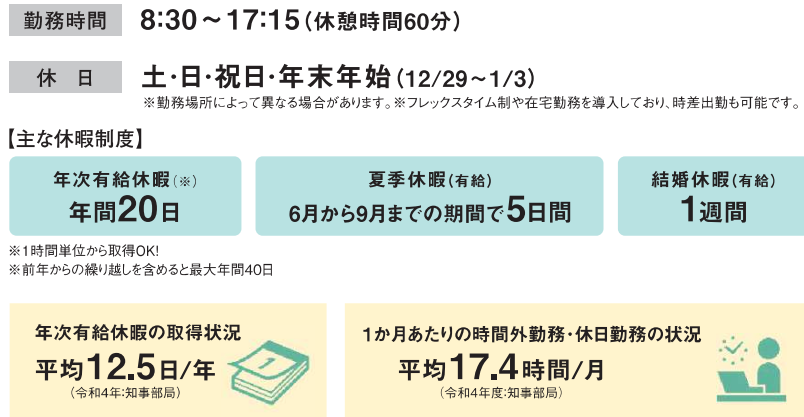 勤務時間 8:30～17:15(休憩時間60分)
休 日 土・日・祝日・年末年始(12/29～1/3)
※勤務場所によって異なる場合があります。※フレックスタイム制や在宅勤務を導入しており、時差出勤も可能です。
【主な休暇制度】
年次有給休暇(※)
年間20日
夏季休暇(有給)
6月から9月までの期間で5日間
結婚休暇(有給)
1週間
※1時間単位から取得OK!
※前年からの繰り越しを含めると最大年間40日
年次有給休暇の取得状況
平均12.5日/年
(令和4年:知事部局)
1
1か月あたりの時間外勤務・休日勤務の状況
平均17.4時間/月
(令和4年度:知事部局)